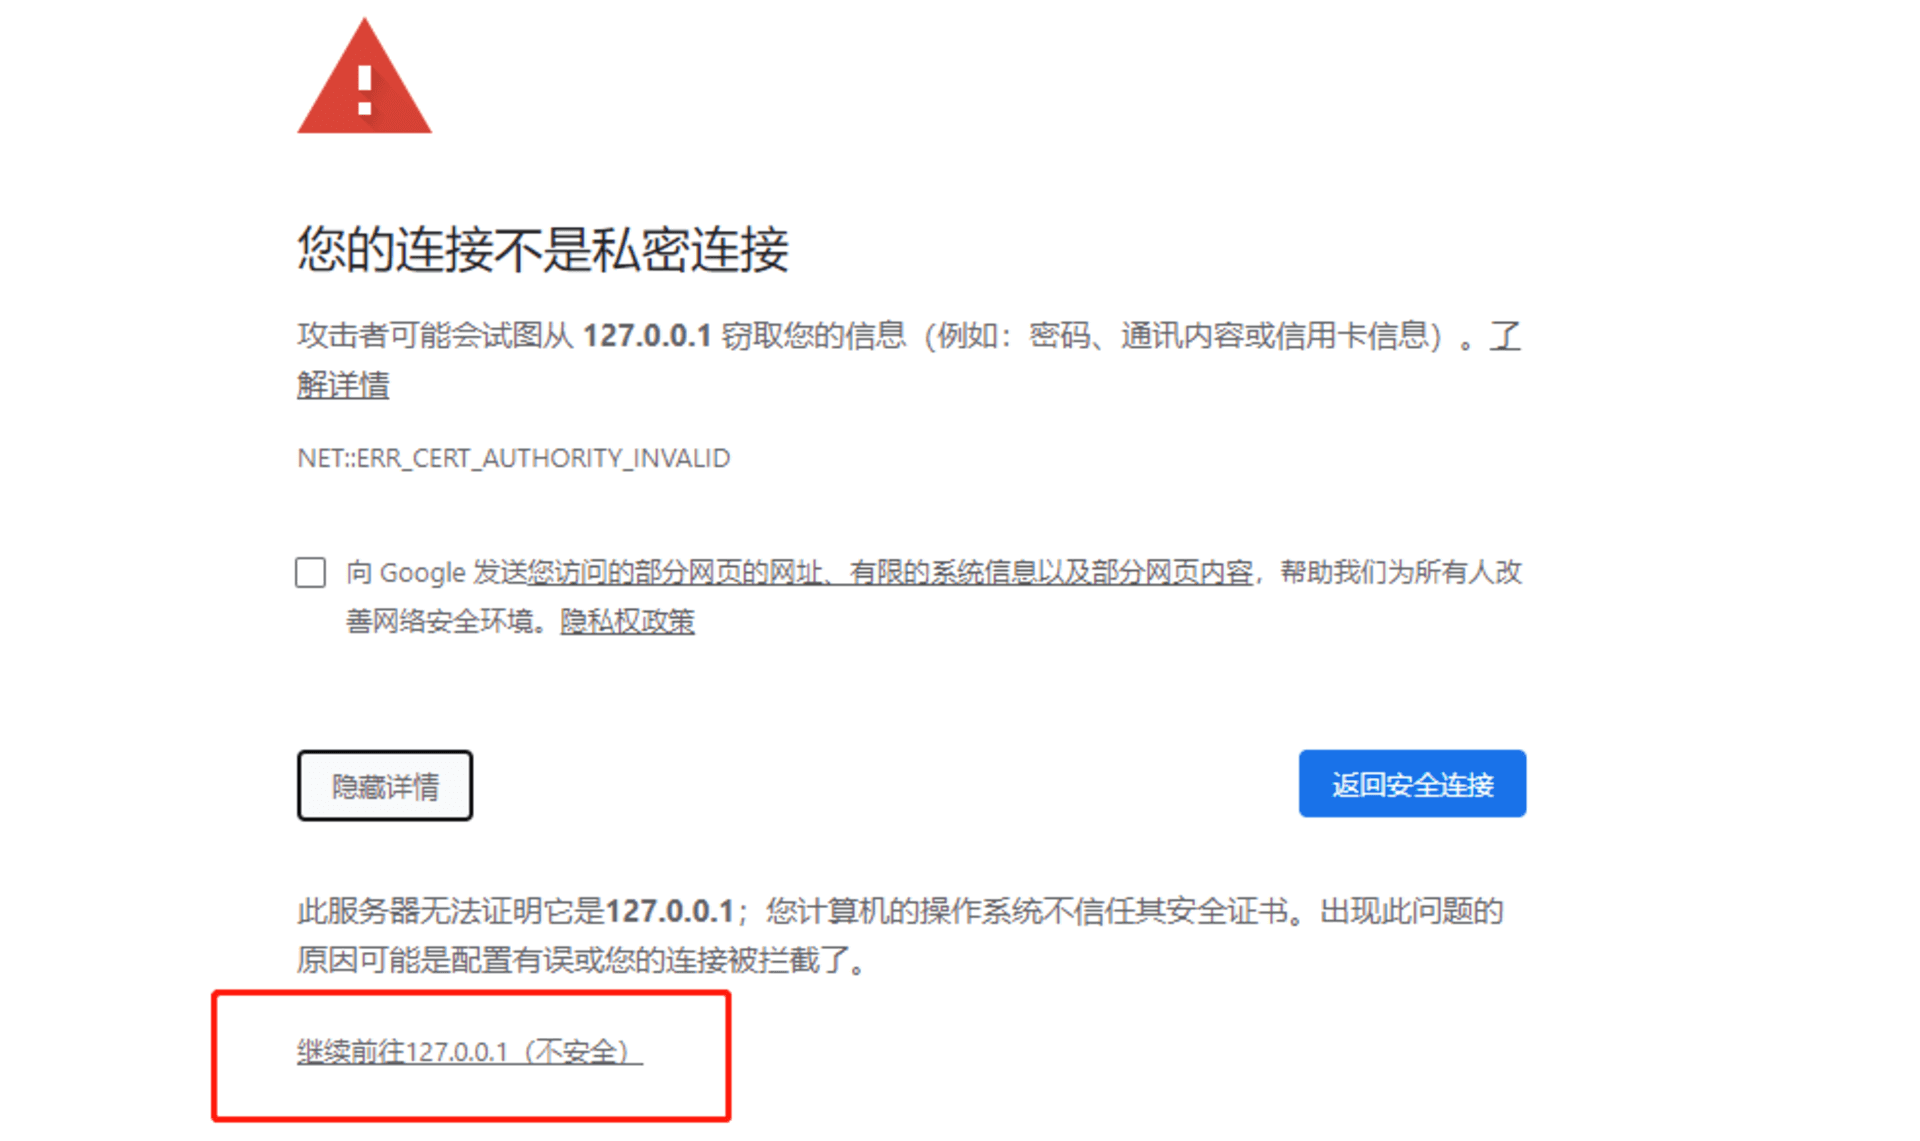 您的连接不是私密连接
攻击者可能会试图从 127.0.0.1 窃取您的信息（例如：密码、通讯内容或信用卡信息）。了
解详情
NET::ERR_CERT_AUTHORITY_INVALID
向 Google 发送您访问的部分网页的网址、有限的系统信息以及部分网页内容，帮助我们为所有人改
善网络安全环境。隐私权政策
隐藏详情
返回安全连接
此服务器无法证明它是127.0.0.1；您计算机的操作系统不信任其安全证书。出现此问题的
原因可能是配置有误或您的连接被拦截了。
继续前往127.0.0.1（不安全）